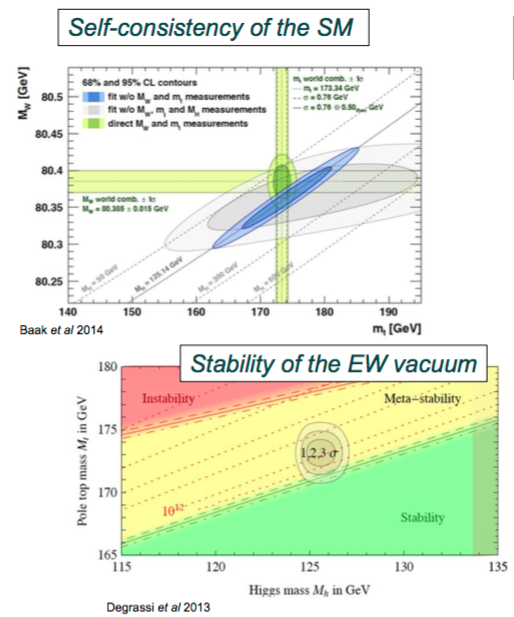 Self-consistency of the SM
68% and 95% CL contours
fit w/o M_W and m_t measurements
fit w/o M_W, m_t and M_H measurements
direct M_W and m_t measurements
m_t world comb. ± 1σ
m_t = 173.34 GeV
σ = 0.76 GeV
σ = 0.76 ⊕ 0.50_theo GeV
M_W [GeV]
80.5
80.45
80.4
80.35
80.3
80.25
M_W world comb. ± 1σ
M_W = 80.385 ± 0.015 GeV
M_H = 50 GeV
M_H = 125.14 GeV
M_H = 300 GeV
140 150 160 170 180 190
m_t [GeV]
Baak et al 2014
Stability of the EW vacuum
180
175
170
165
Pole top mass M_t in GeV
Instability
Meta-stability
1,2,3 σ
10^12
Stability
115 120 125 130 135
Higgs mass M_h in GeV
Degrassi et al 2013